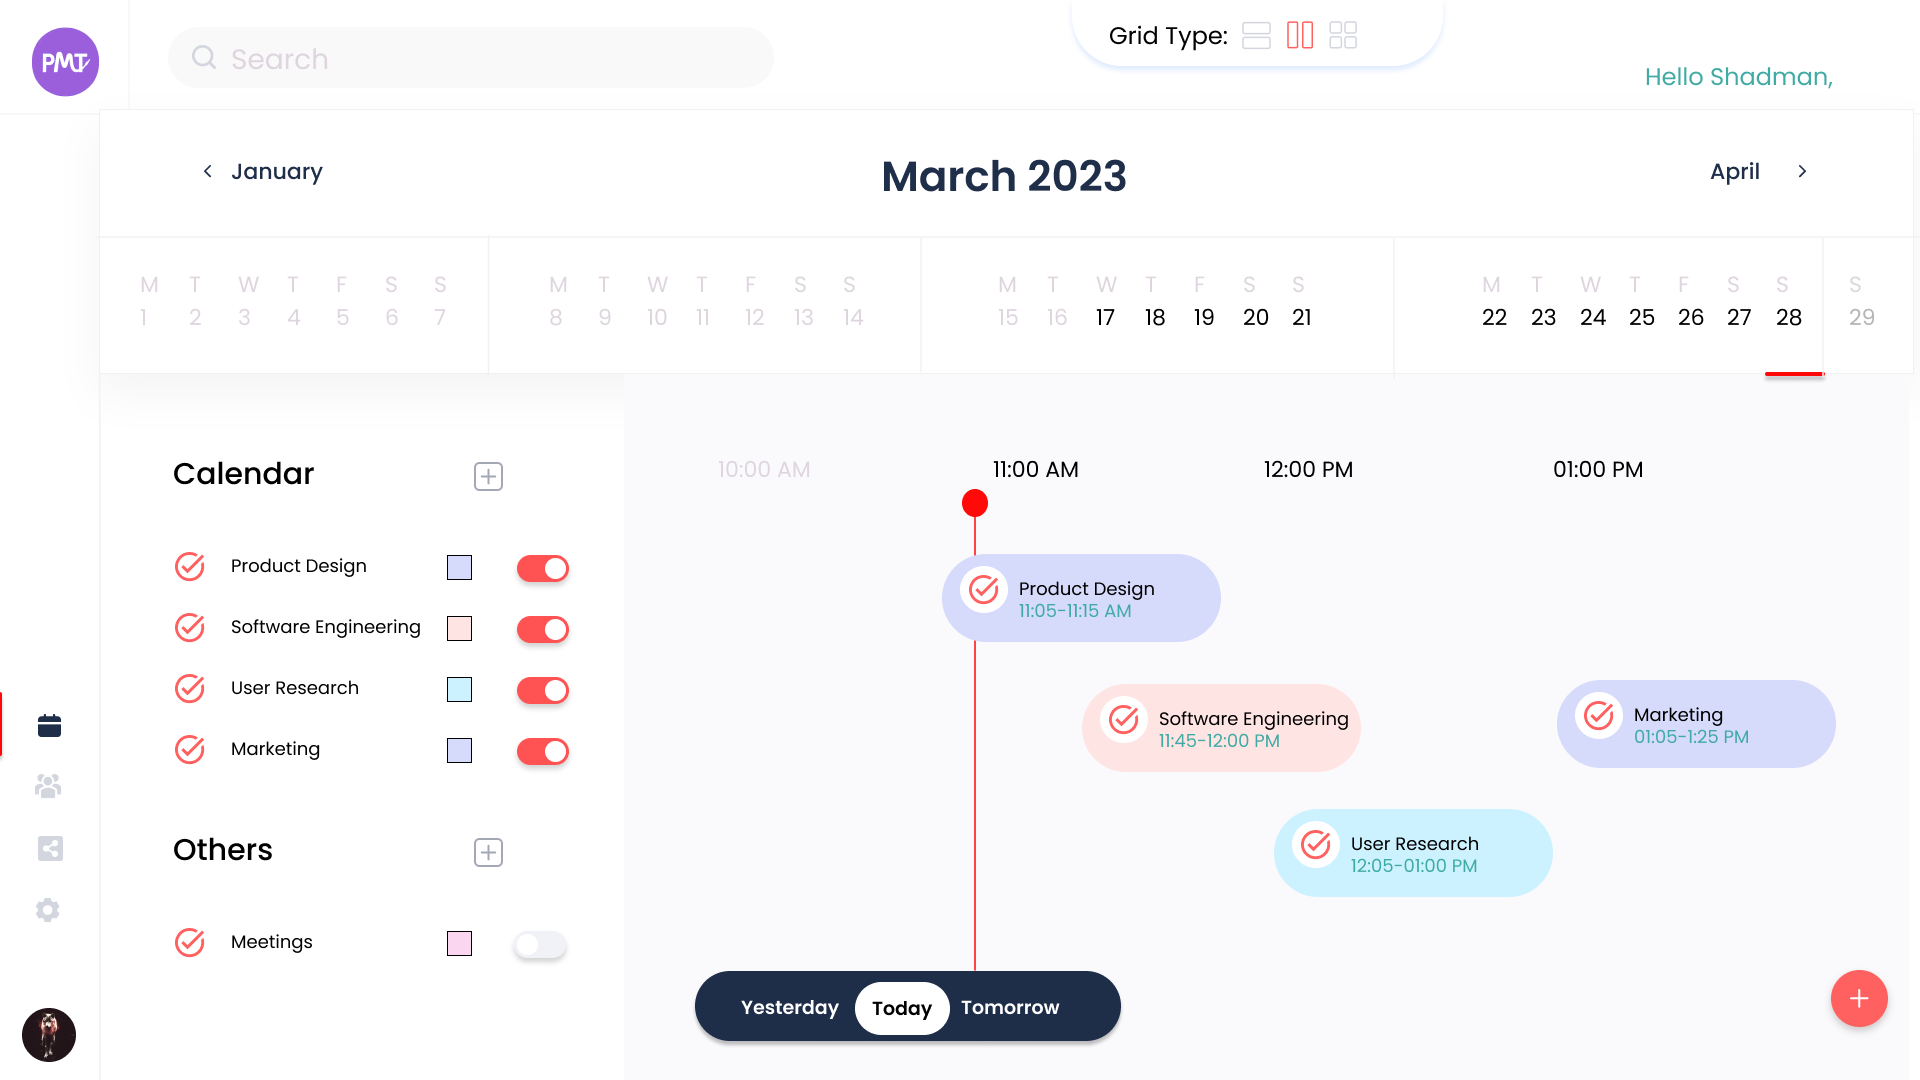 PMT
Search
Grid Type:
Hello Shadman,
January
March 2023
April
M T W T F S S M T W T F S S M T W T F S S M T W T F S S S
1 2 3 4 5 6 7 8 9 10 11 12 13 14 15 16 17 18 19 20 21 22 23 24 25 26 27 28 29
Calendar
Product Design
Software Engineering
User Research
Marketing
Others
Meetings
10:00 AM 11:00 AM 12:00 PM 01:00 PM
Product Design
11:05-11:15 AM
Software Engineering
11:45-12:00 PM
Marketing
01:05-1:25 PM
User Research
12:05-01:00 PM
Yesterday Today Tomorrow